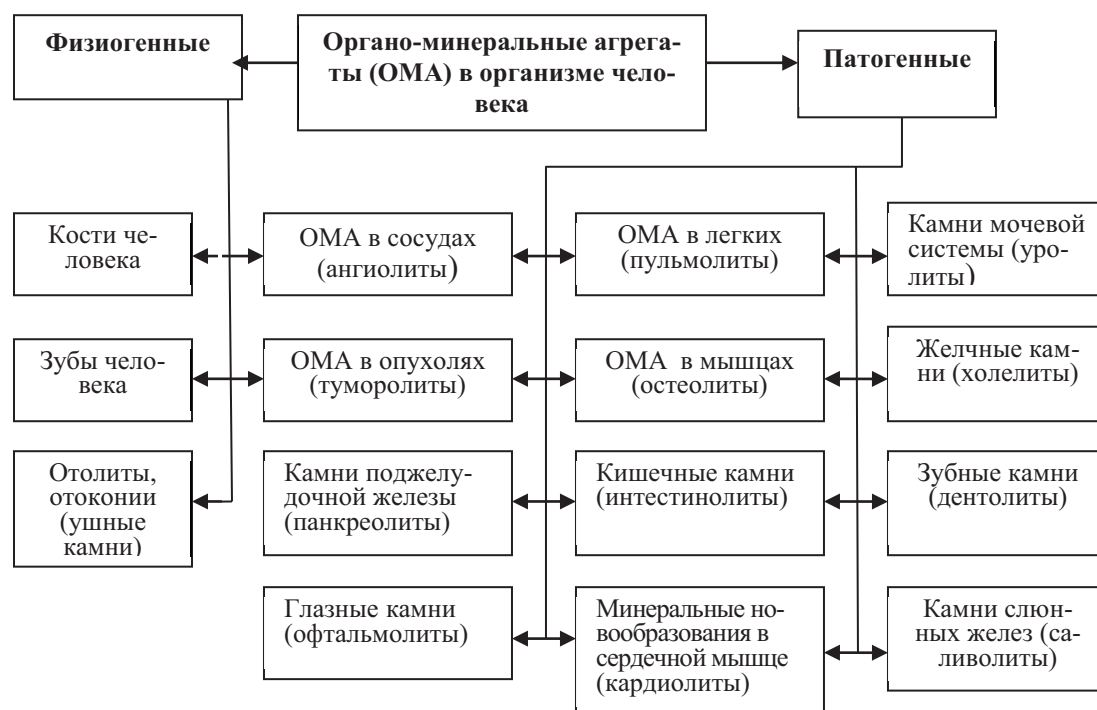 Физиогенные
Органо-минеральные агрега-
ты (ОМА) в организме чело-
века
Патогенные
Кости че-
ловека
ОМА в сосудах
(ангиолиты)
ОМА в легких
(пульмолиты)
Камни мочевой
системы (уро-
литы)
Зубы чело-
века
ОМА в опухолях
(туморолиты)
ОМА в мышцах
(остеолиты)
Желчные кам-
ни (холелиты)
Отолиты,
отоконии
(ушные
камни)
Камни поджелу-
дочной железы
(панкреолиты)
Кишечные камни
(интестинолиты)
Зубные камни
(дентолиты)
Глазные камни
(офтальмолиты)
Минеральные но-
вообразования в
сердечной мышце
(кардиолиты)
Камни слюн-
ных желез (са-
ливолиты)